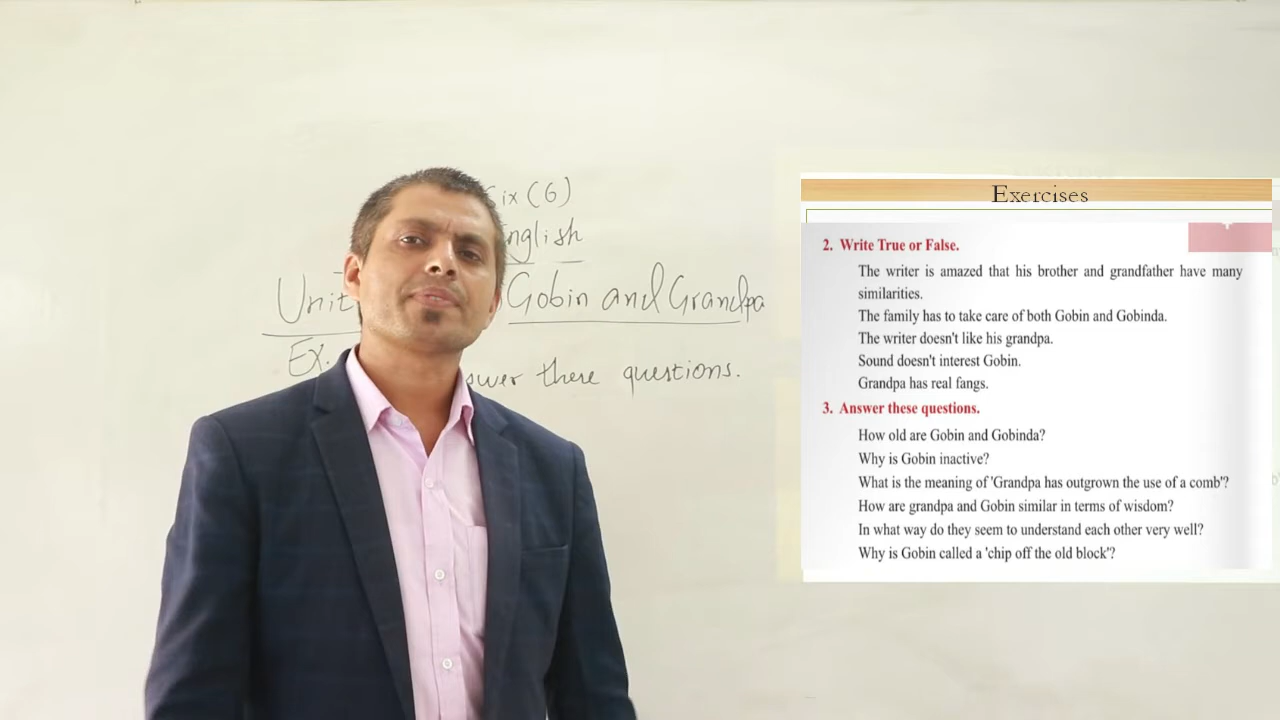 ix (6)
nglish
Unit Gobin and Grandpa
Ex. swer these questions.
Exercises
2. Write True or False.
The writer is amazed that his brother and grandfather have many
similarities.
The family has to take care of both Gobin and Gobinda.
The writer doesn't like his grandpa.
Sound doesn't interest Gobin.
Grandpa has real fangs.
3. Answer these questions.
How old are Gobin and Gobinda?
Why is Gobin inactive?
What is the meaning of 'Grandpa has outgrown the use of a comb'?
How are grandpa and Gobin similar in terms of wisdom?
In what way do they seem to understand each other very well?
Why is Gobin called a 'chip off the old block'?